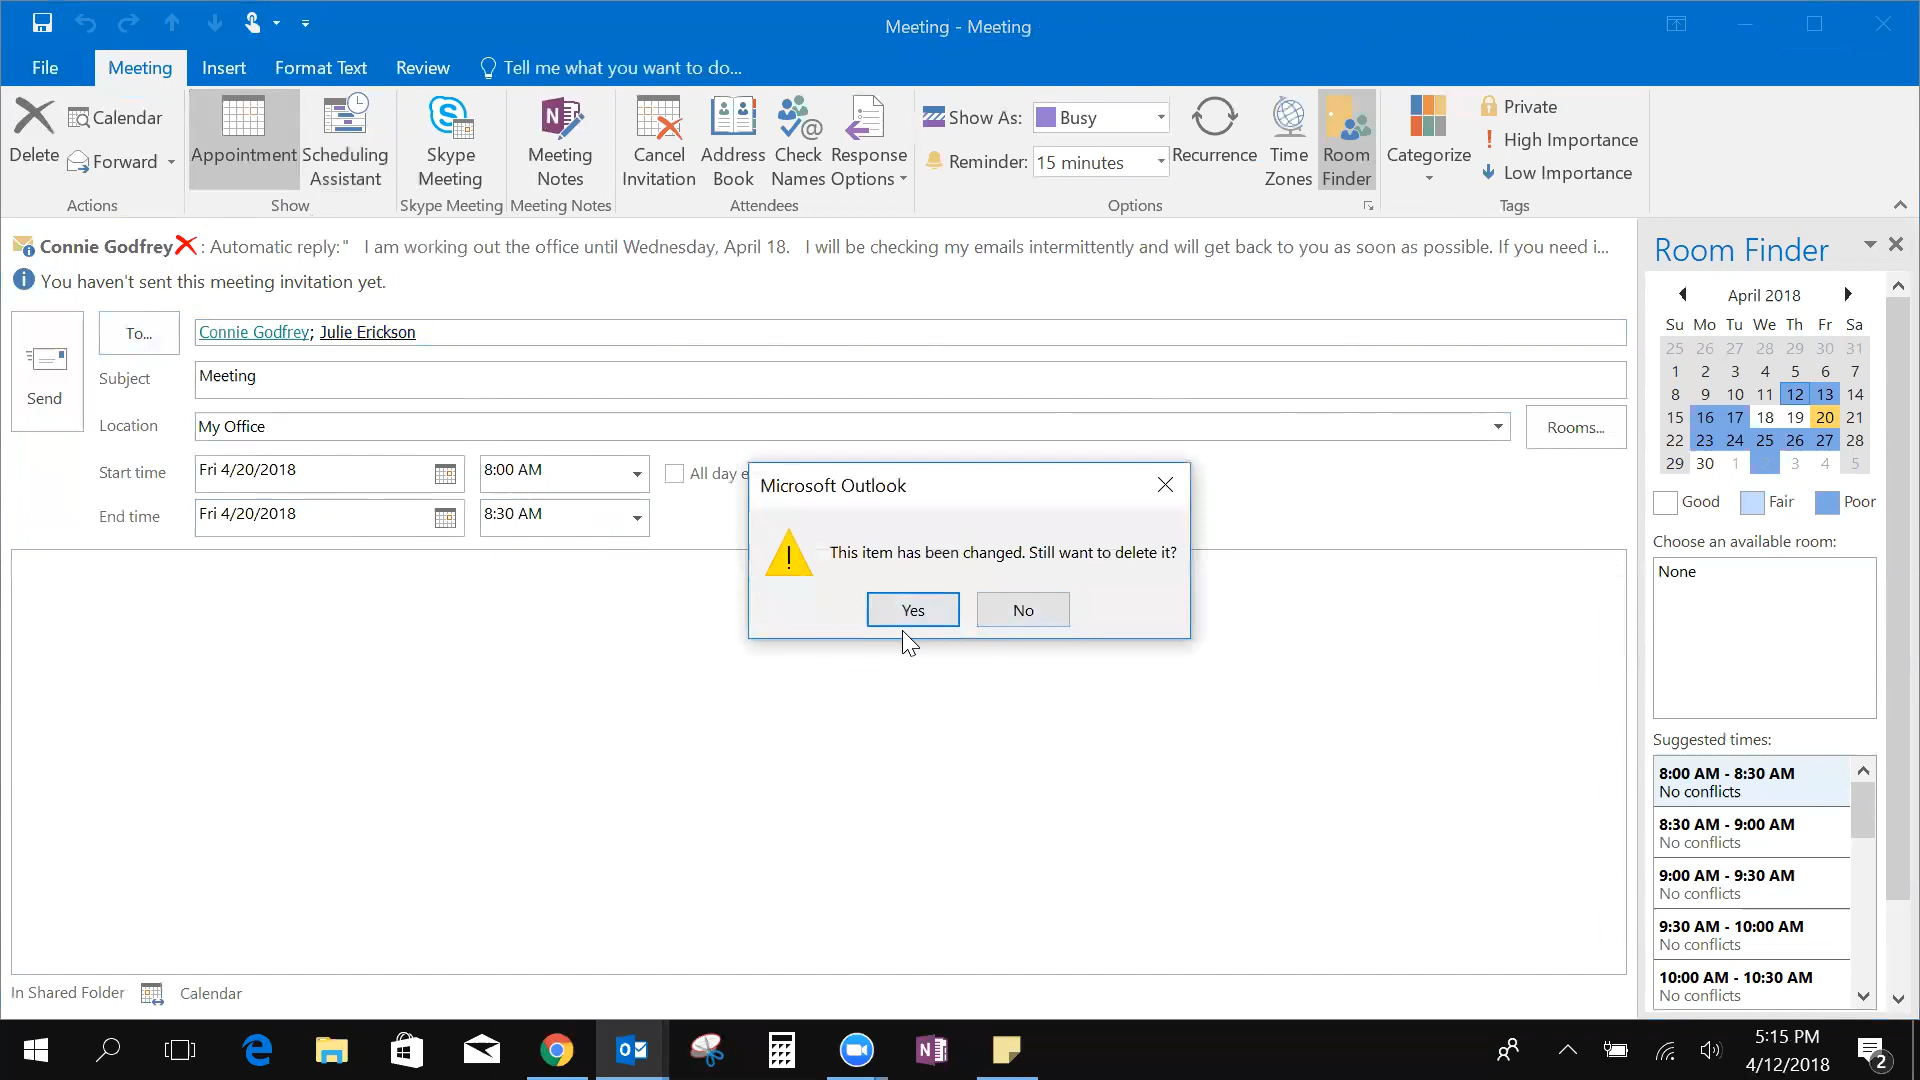 Meeting - Meeting
File Meeting Insert Format Text Review Tell me what you want to do...
Delete
Calendar
Forward
Actions
Appointment
Scheduling
Assistant
Show
Skype
Meeting
Skype Meeting
Meeting
Notes
Meeting Notes
Cancel
Invitation
Address
Book
Check
Names
Response
Options
Attendees
Show As: Busy
Reminder: 15 minutes
Recurrence
Time
Zones
Room
Finder
Options
Categorize
Private
High Importance
Low Importance
Tags
Connie Godfrey : Automatic reply:" I am working out the office until Wednesday, April 18. I will be checking my emails intermittently and will get back to you as soon as possible. If you need i...
You haven't sent this meeting invitation yet.
Send
To... Connie Godfrey; Julie Erickson
Subject Meeting
Location My Office Rooms...
Start time Fri 4/20/2018 8:00 AM All day e
End time Fri 4/20/2018 8:30 AM
Microsoft Outlook
This item has been changed. Still want to delete it?
Yes No
In Shared Folder Calendar
Room Finder
April 2018
Su Mo Tu We Th Fr Sa
25 26 27 28 29 30 31
1 2 3 4 5 6 7
8 9 10 11 12 13 14
15 16 17 18 19 20 21
22 23 24 25 26 27 28
29 30 1 2 3 4 5
Good Fair Poor
Choose an available room:
None
Suggested times:
8:00 AM - 8:30 AM
No conflicts
8:30 AM - 9:00 AM
No conflicts
9:00 AM - 9:30 AM
No conflicts
9:30 AM - 10:00 AM
No conflicts
10:00 AM - 10:30 AM
No conflicts
5:15 PM
4/12/2018
2